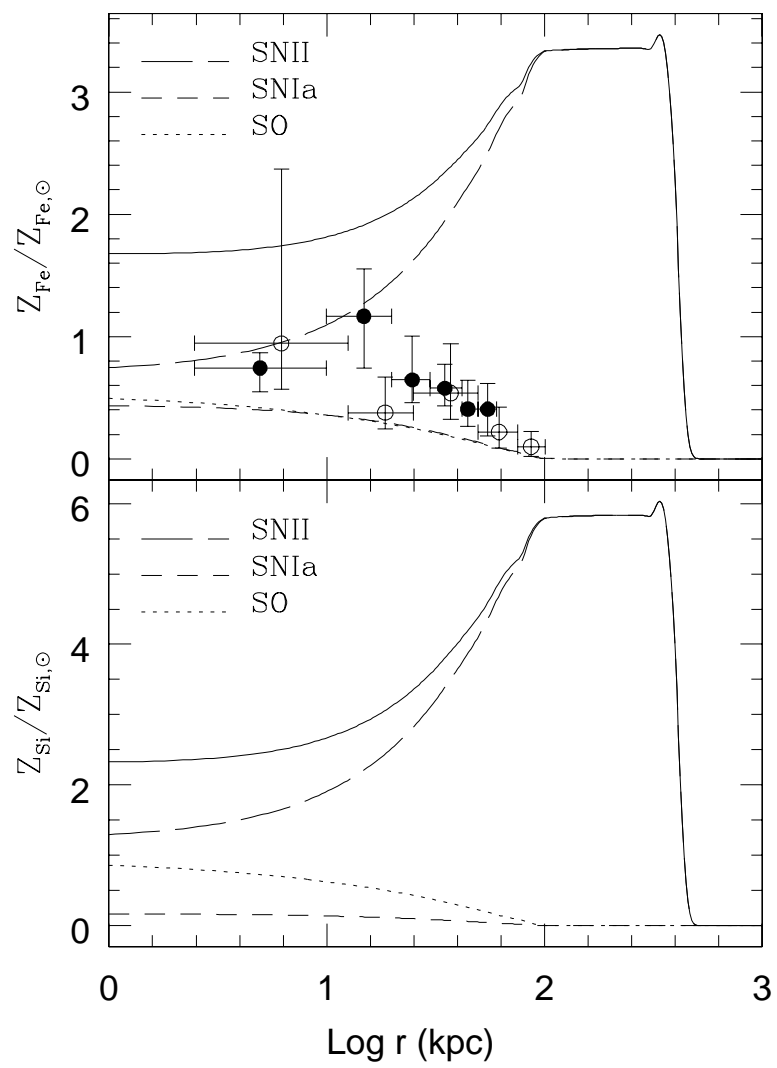 SNII
SNIa
SO
3
2
1
0
Z_Fe/Z_Fe,⊙
SNII
SNIa
SO
6
4
2
0
Z_Si/Z_Si,⊙
0 1 2 3
Log r (kpc)